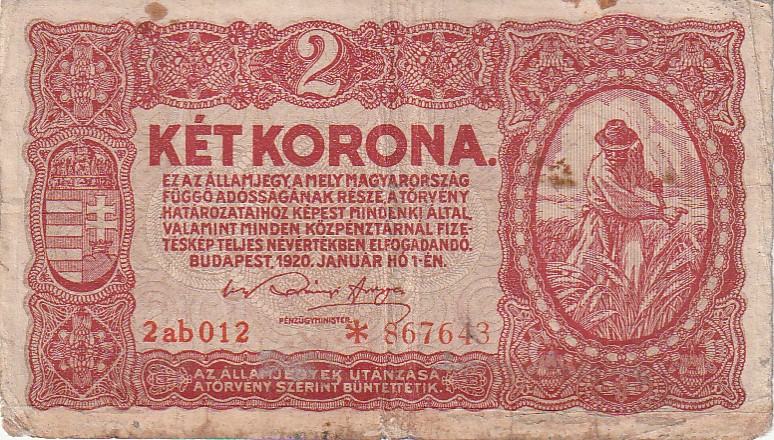 2
KÉT KORONA.
EZ AZ ÁLLAMJEGY, A MELY MAGYARORSZÁG
FÜGGŐ ADÓSSÁGÁNAK RÉSZE, A TÖRVÉNY
HATÁROZATAIHOZ KÉPEST MINDENKI ÁLTAL,
VALAMINT MINDEN KÖZPÉNZTÁRNÁL FIZE-
TÉSKÉP TELJES NÉVÉRTÉKBEN ELFOGADANDÓ.
BUDAPEST, 1920. JANUÁR HÓ 1-ÉN.
PÉNZÜGYMINISTER.
2ab012 * 867643
AZ ÁLLAMJEGYEK UTÁNZÁSA
A TÖRVÉNY SZERINT BÜNTETTETIK.